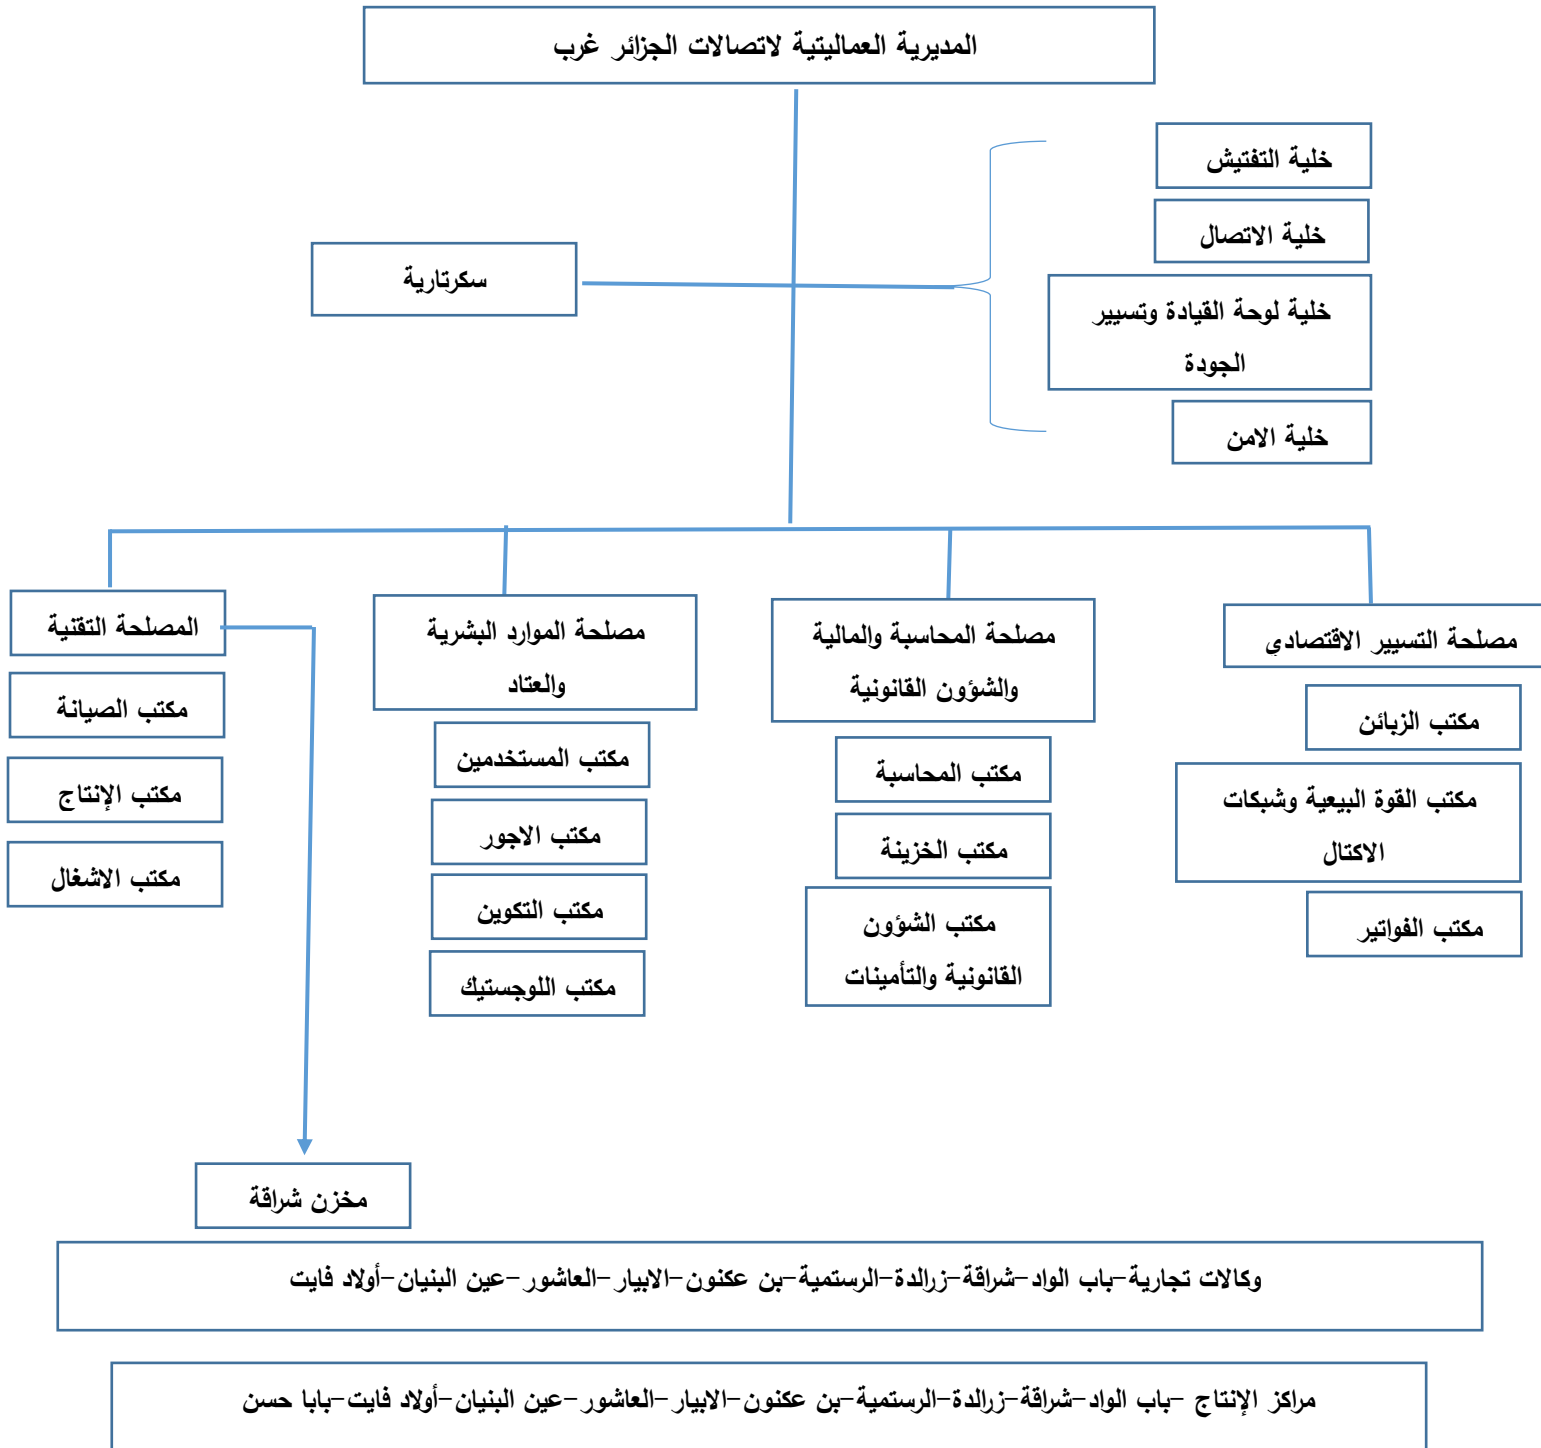 المديرية العماليتية لاتصالات الجزائر غرب
خلية التفتيش
خلية الاتصال
سكرتارية
خلية لوحة القيادة وتسيير
الجودة
خلية الامن
مصلحة التسيير الاقتصادي
مكتب الزبائن
مكتب القوة البيعية وشبكات
الاكتال
مكتب الفواتير
مصلحة المحاسبة والمالية
والشؤون القانونية
مكتب المحاسبة
مكتب الخزينة
مكتب الشؤون
القانونية والتأمينات
مصلحة الموارد البشرية
والعتاد
مكتب المستخدمين
مكتب الاجور
مكتب التكوين
مكتب اللوجستيك
المصلحة التقنية
مكتب الصيانة
مكتب الإنتاج
مكتب الاشغال
مخزن شراقة
وكالات تجارية-باب الواد-شراقة-زرالدة-الرستمية-بن عكنون-الابيار-العاشور-عين البنيان-أولاد فايت
مراكز الإنتاج -باب الواد-شراقة-زرالدة-الرستمية-بن عكنون-الابيار-العاشور-عين البنيان-أولاد فايت-بابا حسن